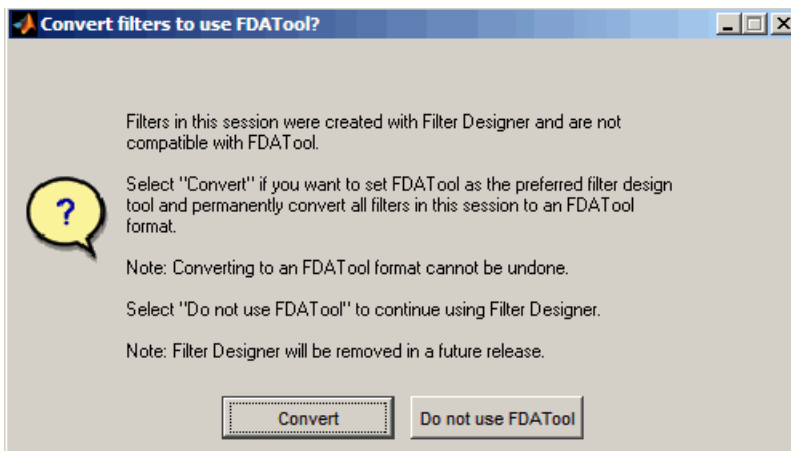 Convert filters to use FDATool?
Filters in this session were created with Filter Designer and are not
compatible with FDATool.
Select "Convert" if you want to set FDATool as the preferred filter design
tool and permanently convert all filters in this session to an FDATool
format.
?
Note: Converting to an FDATool format cannot be undone.
Select "Do not use FDATool" to continue using Filter Designer.
Note: Filter Designer will be removed in a future release.
Convert
Do not use FDATool